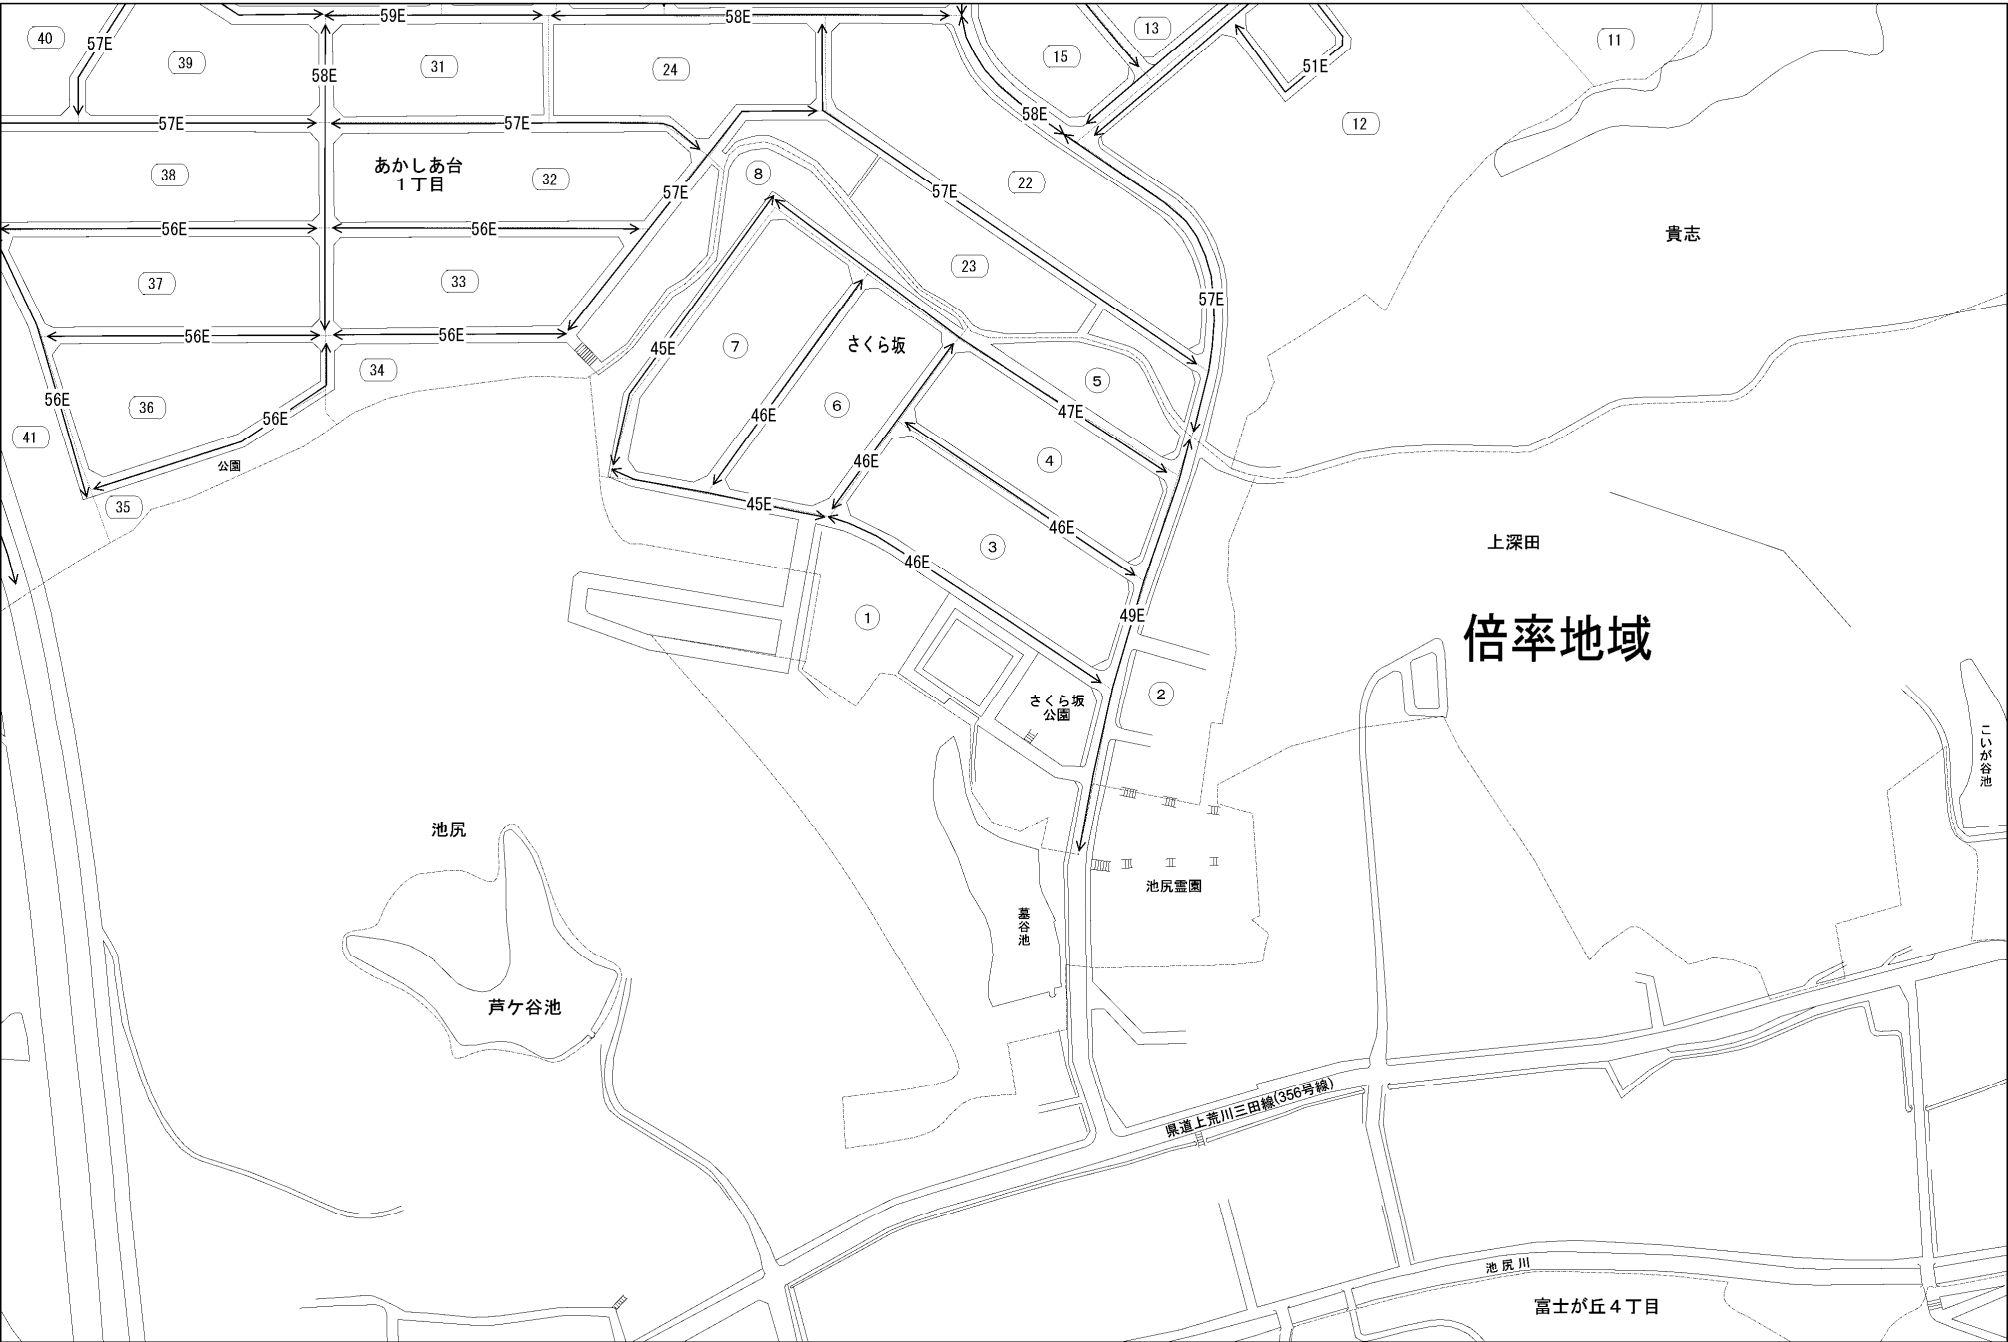 59E
58E
40
57E
39
58E
31
24
15
13
11
51E
57E
57E
58E
12
38
あかしあ台
１丁目
32
⑧
57E
57E
22
56E
56E
貴志
37
33
23
57E
56E
56E
45E
⑦
さくら坂
34
⑤
56E
36
56E
46E
⑥
47E
41
公園
46E
④
35
45E
46E
③
46E
上深田
①
49E
倍率地域
②
さくら坂
公園
こいが谷池
池尻
池尻霊園
墓谷池
芦ケ谷池
県道上荒川三田線(356号線)
池尻川
富士が丘４丁目